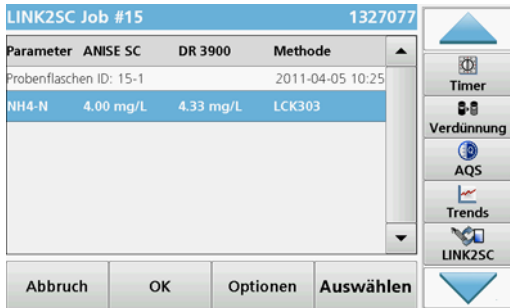 LINK2SC Job #15 1327077
Parameter ANISE SC DR 3900 Methode
Probenflaschen ID: 15-1 2011-04-05 10:25
NH4-N 4.00 mg/L 4.33 mg/L LCK303
Timer
Verdünnung
AQS
Trends
LINK2SC
Abbruch OK Optionen Auswählen